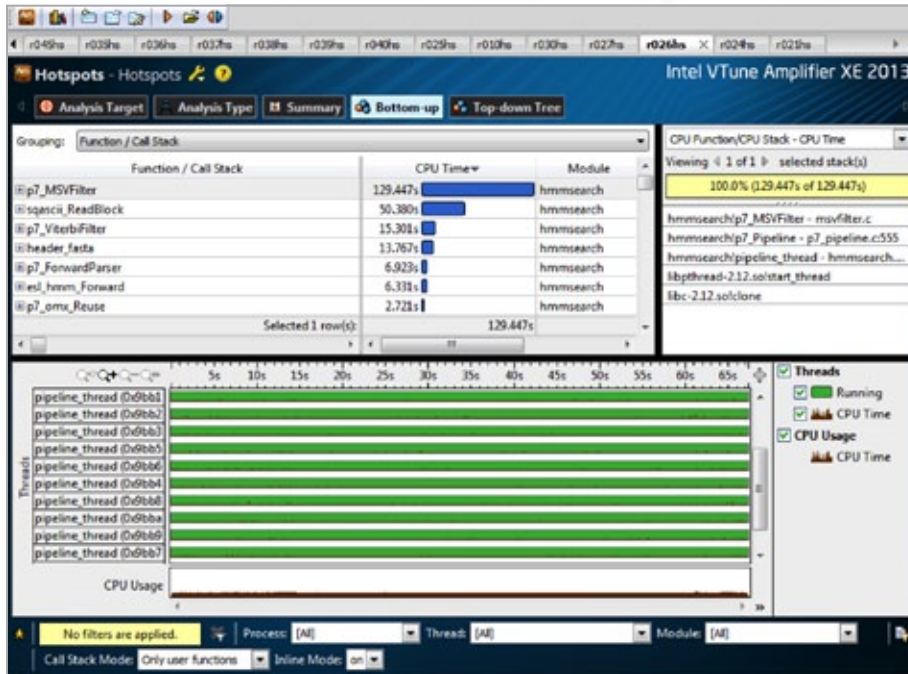 r045hs r035hs r036hs r037hs r038hs r039hs r040hs r025hs r010hs r030hs r027hs r026hs r024hs r021hs
Hotspots - Hotspots
Intel VTune Amplifier XE 2013
Analysis Target Analysis Type Summary Bottom-up Top-down Tree
Grouping: Function / Call Stack
CPU Function/CPU Stack - CPU Time
Function / Call Stack CPU Time Module
Viewing 1 of 1 selected stack(s)
100.0% (129.447s of 129.447s)
p7_MSVFilter 129.447s hmmsearch
sqascii_ReadBlock 50.380s hmmsearch
p7_ViterbiFilter 15.301s hmmsearch
header_fasta 13.767s hmmsearch
p7_ForwardParser 6.923s hmmsearch
esl_hmm_Forward 6.331s hmmsearch
p7_omx_Reuse 2.721s hmmsearch
Selected 1 row(s): 129.447s
hmmsearch!p7_MSVFilter - msvfilter.c
hmmsearch!p7_Pipeline - p7_pipeline.c:555
hmmsearch!pipeline_thread - hmmsearch....
libpthread-2.12.so!start_thread
libc-2.12.so!clone
5s 10s 15s 20s 25s 30s 35s 40s 45s 50s 55s 60s 65s
Threads
pipeline_thread (0x9bb1
pipeline_thread (0x9bb2
pipeline_thread (0x9bb3
pipeline_thread (0x9bb5
pipeline_thread (0x9bb6
pipeline_thread (0x9bb4
pipeline_thread (0x9bb8
pipeline_thread (0x9bba
pipeline_thread (0x9bb9
pipeline_thread (0x9bb7
CPU Usage
Threads
Running
CPU Time
CPU Usage
CPU Time
No filters are applied. Process: [All] Thread: [All] Module: [All]
Call Stack Mode: Only user functions Inline Mode: on